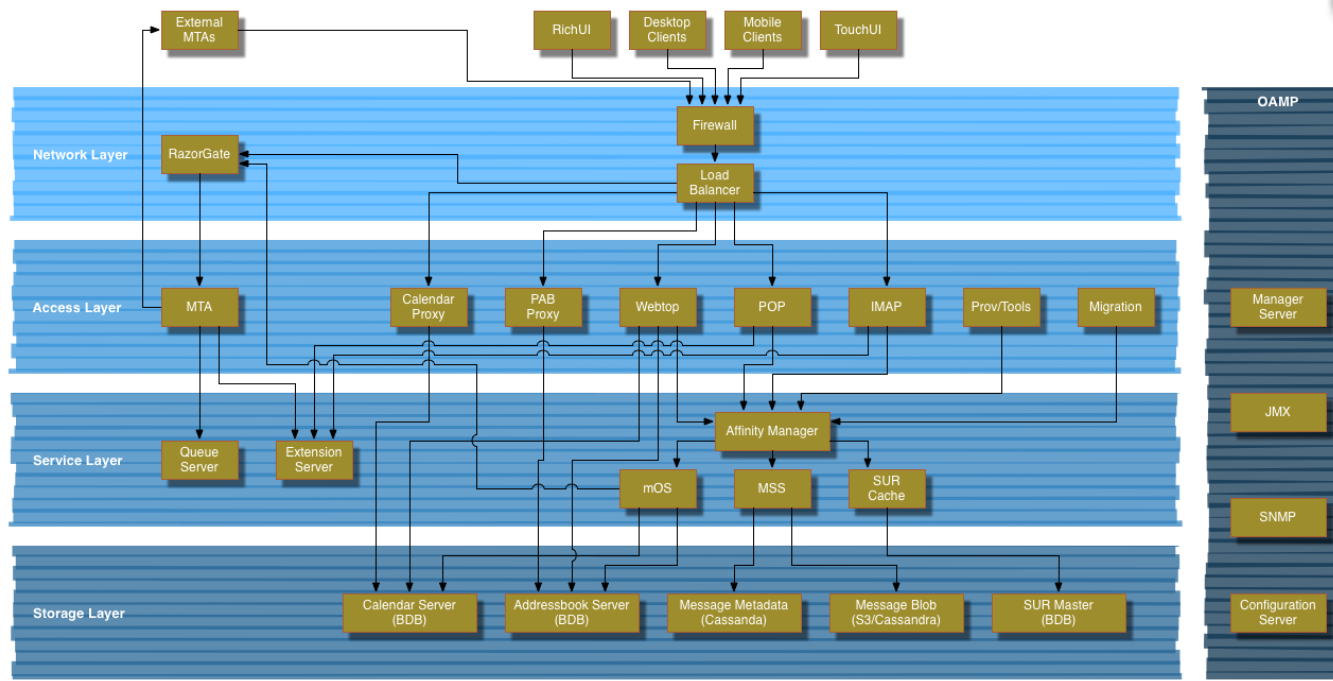 External
MTAs
RichUI
Desktop
Clients
Mobile
Clients
TouchUI
OAMP
Firewall
Network Layer
RazorGate
Load
Balancer
Access Layer
MTA
Calendar
Proxy
PAB
Proxy
Webtop
POP
IMAP
Prov/Tools
Migration
Manager
Server
JMX
Affinity Manager
Service Layer
Queue
Server
Extension
Server
mOS
MSS
SUR
Cache
SNMP
Storage Layer
Calendar Server
(BDB)
Addressbook Server
(BDB)
Message Metadata
(Cassanda)
Message Blob
(S3/Cassandra)
SUR Master
(BDB)
Configuration
Server